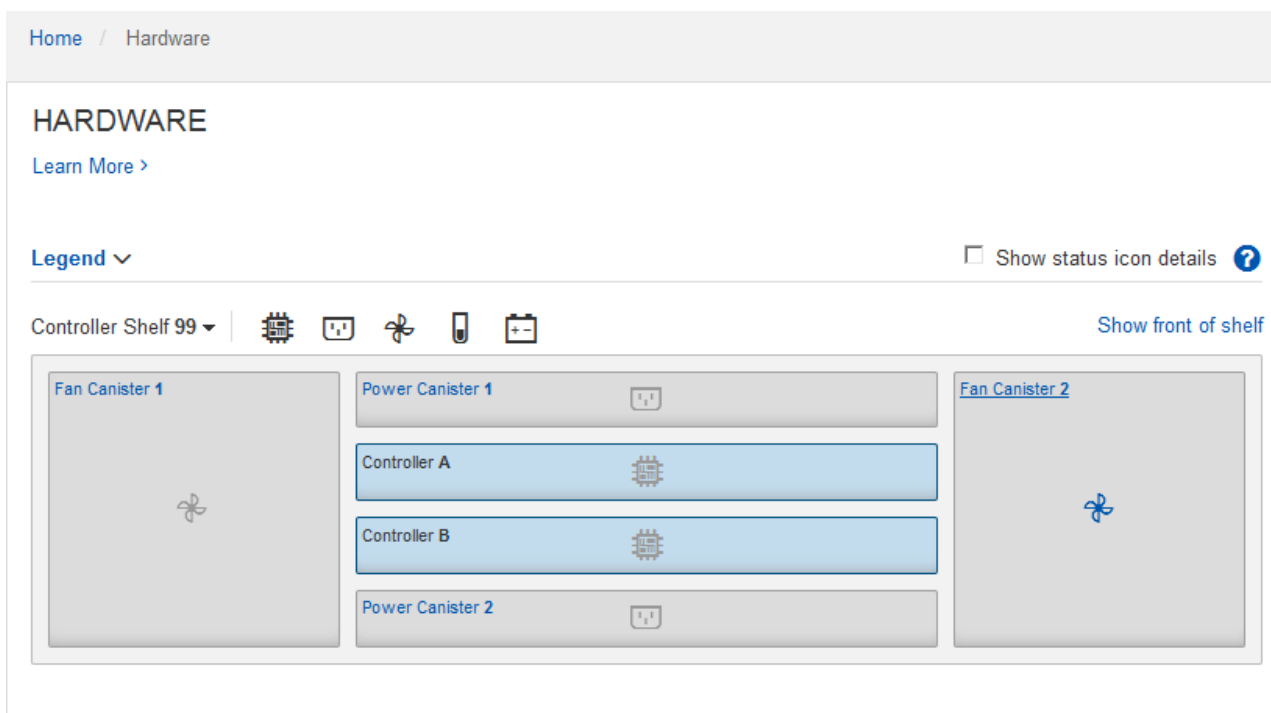 Home / Hardware
HARDWARE
Learn More >
Legend
Show status icon details ?
Controller Shelf 99
Show front of shelf
Fan Canister 1
Power Canister 1
Fan Canister 2
Controller A
Controller B
Power Canister 2